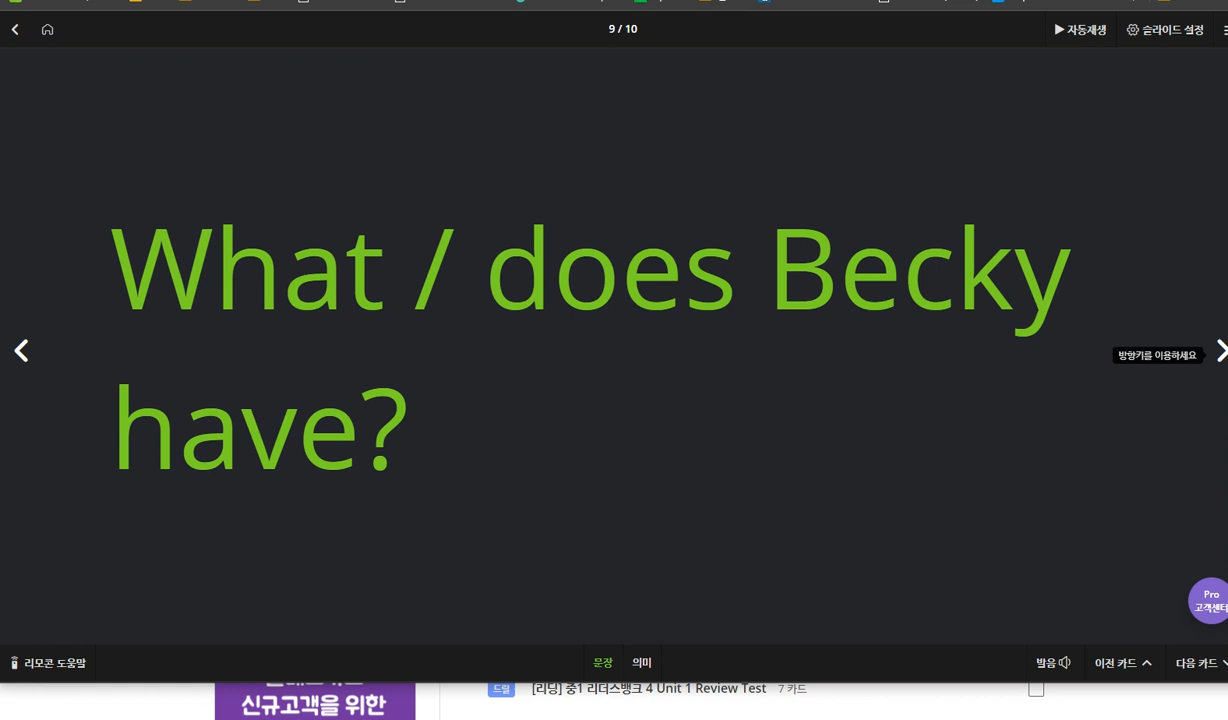 9 / 10
자동재생
슬라이드 설정
What / does Becky
have?
방향키를 이용하세요
Pro
고객센터
리모콘 도움말
문장
의미
발음
이전 카드
다음 카드
신규고객을 위한
드릴
[리딩] 중1 리더스뱅크 4 Unit 1 Review Test
7 카드